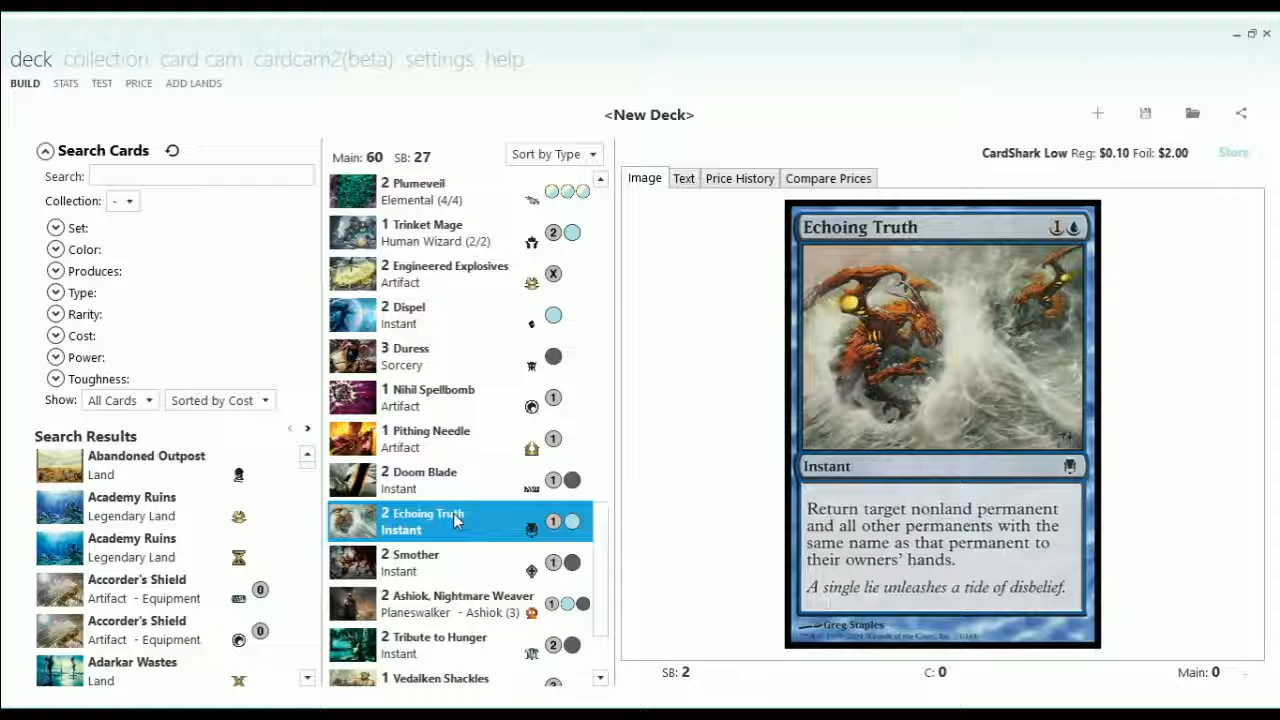 deck collection card cam cardcam2(beta) settings help
BUILD STATS TEST PRICE ADD LANDS
<New Deck>
CardShark Low Reg: $0.10 Foil: $2.00 Store
Search Cards
Search:
Collection: -
Set:
Color:
Produces:
Type:
Rarity:
Cost:
Power:
Toughness:
Show: All Cards Sorted by Cost
Search Results
Abandoned Outpost
Land
Academy Ruins
Legendary Land
Academy Ruins
Legendary Land
Accorder's Shield
Artifact - Equipment 0
Accorder's Shield
Artifact - Equipment 0
Adarkar Wastes
Land
Main: 60 SB: 27 Sort by Type
2 Plumeveil
Elemental (4/4)
1 Trinket Mage
Human Wizard (2/2) 2
2 Engineered Explosives
Artifact X
2 Dispel
Instant
3 Duress
Sorcery
1 Nihil Spellbomb
Artifact 1
1 Pithing Needle
Artifact 1
2 Doom Blade
Instant 1
2 Echoing Truth
Instant 1
2 Smother
Instant 1
2 Ashiok, Nightmare Weaver
Planeswalker - Ashiok (3) 1
2 Tribute to Hunger
Instant 2
1 Vedalken Shackles
Image Text Price History Compare Prices
Echoing Truth 1
Instant
Return target nonland permanent
and all other permanents with the
same name as that permanent to
their owners' hands.
A single lie unleashes a tide of disbelief.
Greg Staples
SB: 2 C: 0 Main: 0